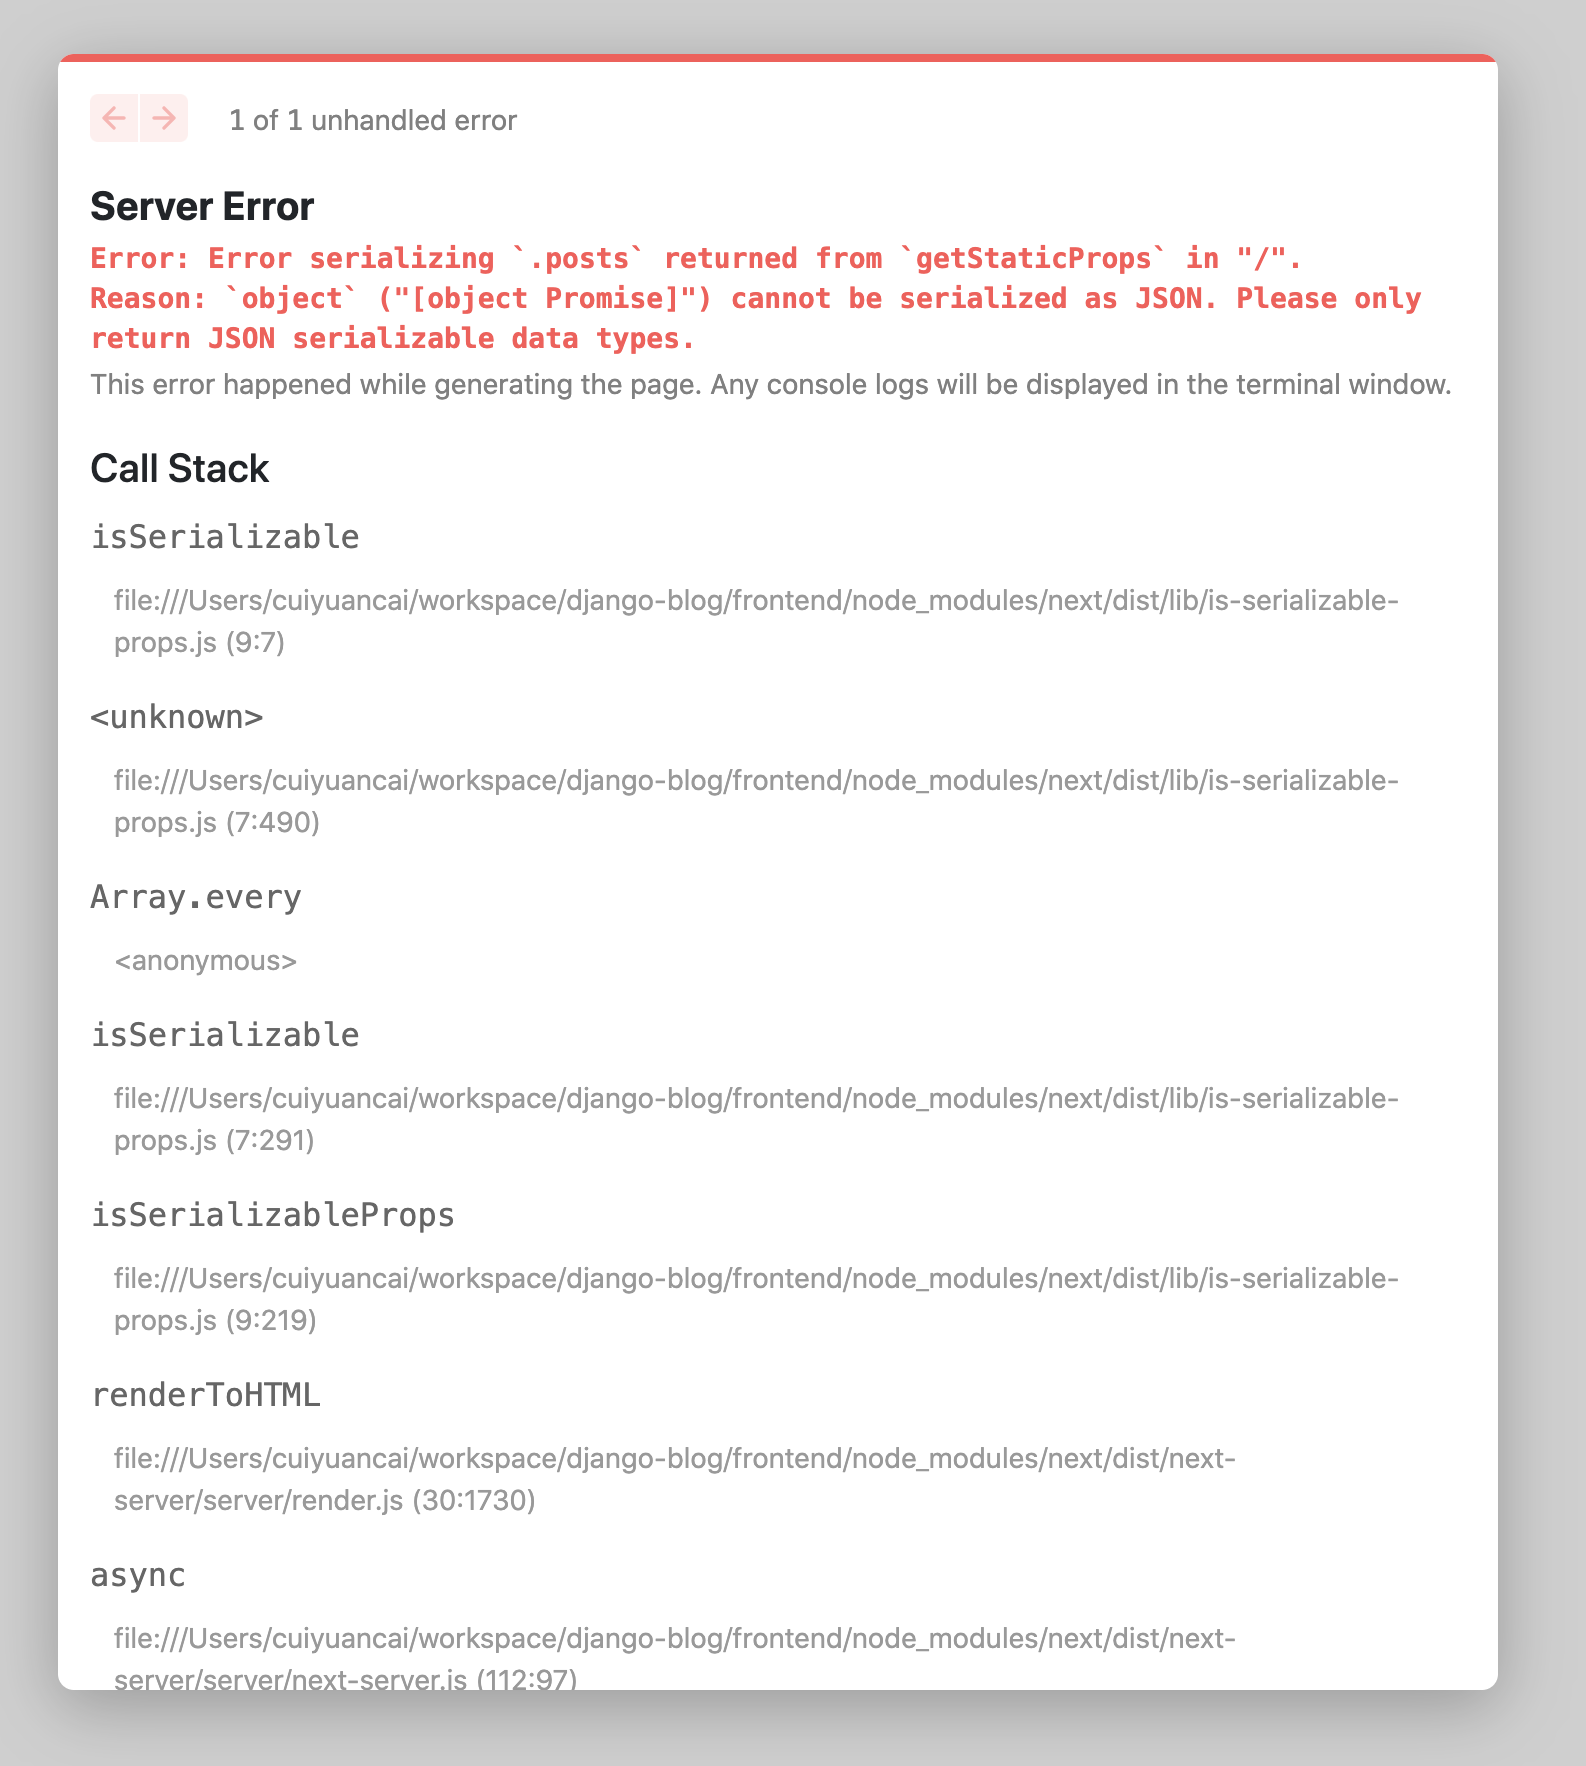 1 of 1 unhandled error
Server Error
Error: Error serializing `.posts` returned from `getStaticProps` in "/".
Reason: `object` ("[object Promise]") cannot be serialized as JSON. Please only
return JSON serializable data types.
This error happened while generating the page. Any console logs will be displayed in the terminal window.
Call Stack
isSerializable
file:///Users/cuiyuancai/workspace/django-blog/frontend/node_modules/next/dist/lib/is-serializable-
props.js (9:7)
<unknown>
file:///Users/cuiyuancai/workspace/django-blog/frontend/node_modules/next/dist/lib/is-serializable-
props.js (7:490)
Array.every
<anonymous>
isSerializable
file:///Users/cuiyuancai/workspace/django-blog/frontend/node_modules/next/dist/lib/is-serializable-
props.js (7:291)
isSerializableProps
file:///Users/cuiyuancai/workspace/django-blog/frontend/node_modules/next/dist/lib/is-serializable-
props.js (9:219)
renderToHTML
file:///Users/cuiyuancai/workspace/django-blog/frontend/node_modules/next/dist/next-
server/server/render.js (30:1730)
async
file:///Users/cuiyuancai/workspace/django-blog/frontend/node_modules/next/dist/next-
server/server/next-server.js (112:97)